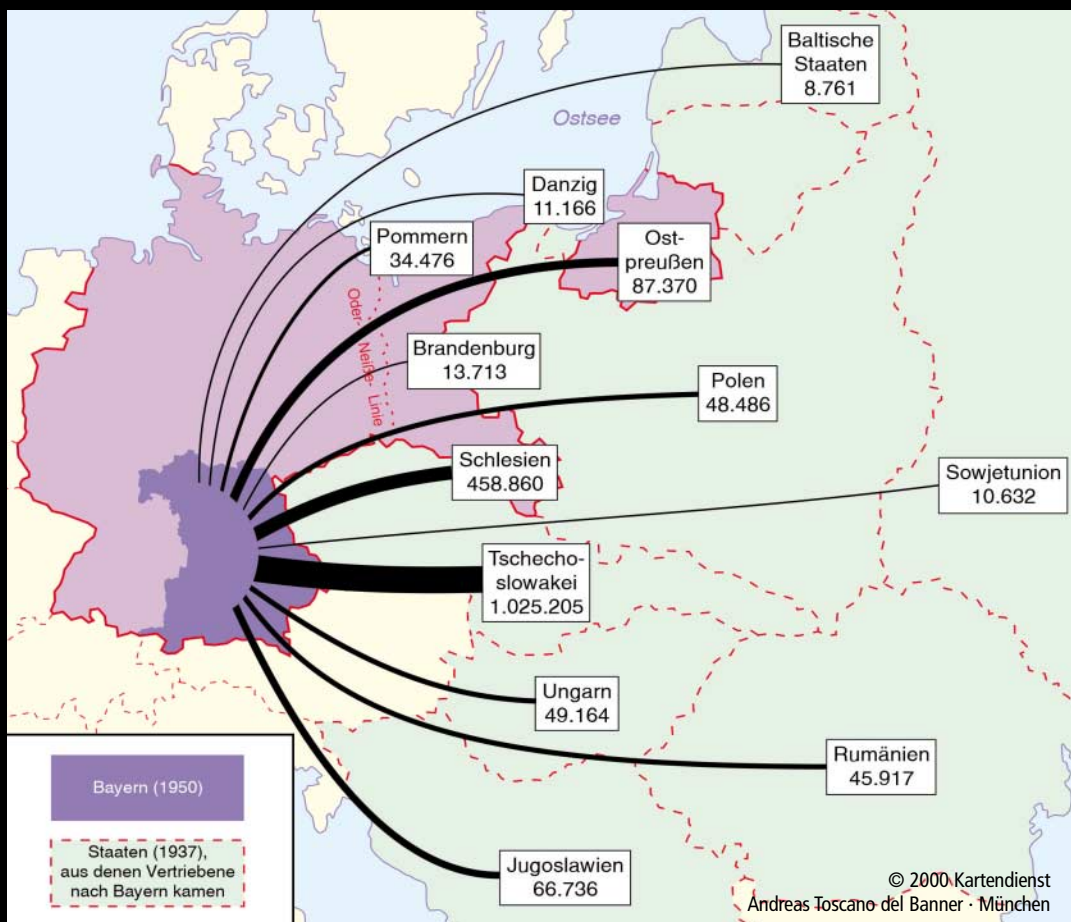 Baltische
Staaten
8.761
Ostsee
Danzig
11.166
Pommern
34.476
Ost-
preußen
87.370
Oder-
Neiße-
Linie
Brandenburg
13.713
Polen
48.486
Schlesien
458.860
Sowjetunion
10.632
Tschecho-
slowakei
1.025.205
Ungarn
49.164
Rumänien
45.917
Jugoslawien
66.736
Bayern (1950)
Staaten (1937),
aus denen Vertriebene
nach Bayern kamen
© 2000 Kartendienst
Andreas Toscano del Banner · München